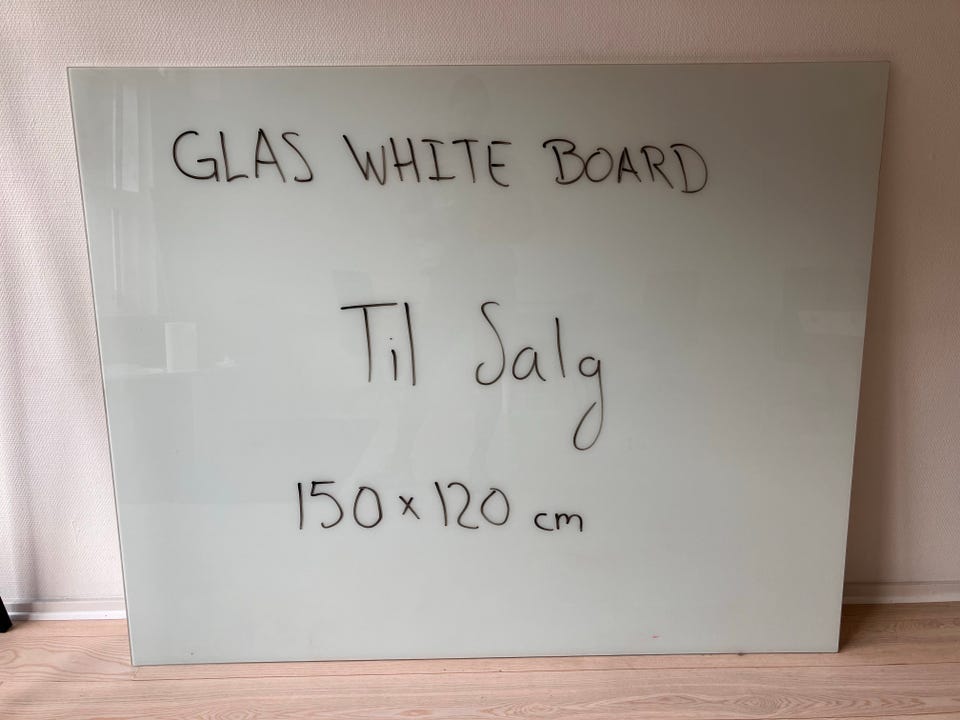 GLAS WHITE BOARD
Til Salg
150 x 120 cm